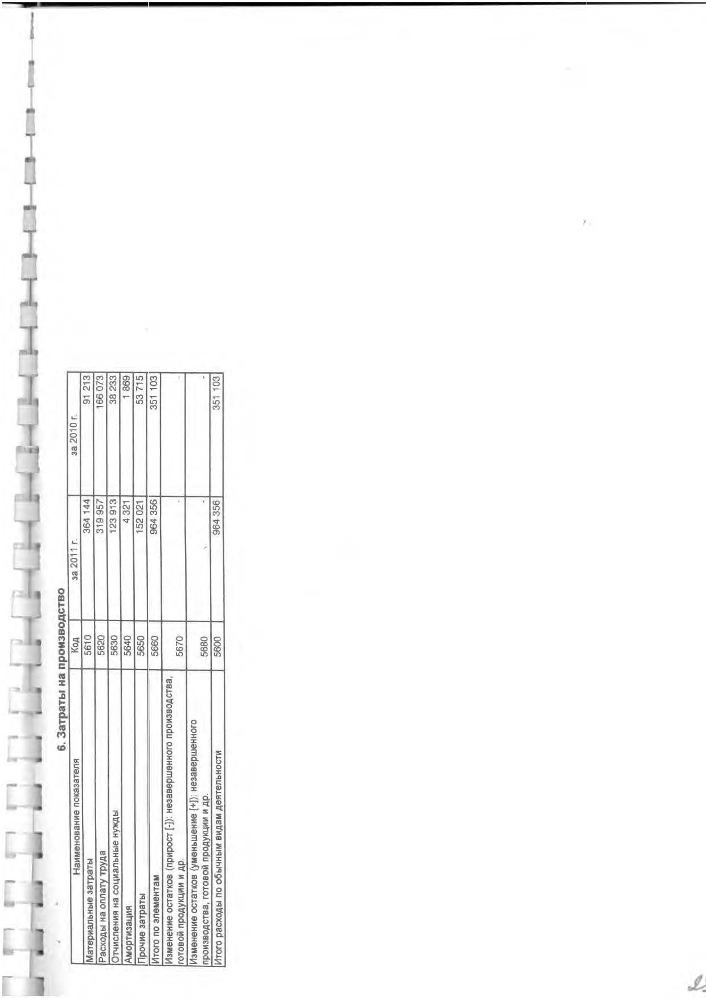 6. Затраты на производство
Наименование показателя Код за 2011 г. за 2010 г.
Материальные затраты 5610 364 144 91 213
Расходы на оплату труда 5620 319 957 166 073
Отчисления на социальные нужды 5630 123 913 38 233
Амортизация 5640 4 321 1 869
Прочие затраты 5650 152 021 53 715
Итого по элементам 5660 964 356 351 103
Изменение остатков (прирост [-]): незавершенного производства,
готовой продукции и др. 5670 - -
Изменение остатков (уменьшение [+]): незавершенного
производства, готовой продукции и др. 5680 - -
Итого расходы по обычным видам деятельности 5600 964 356 351 103